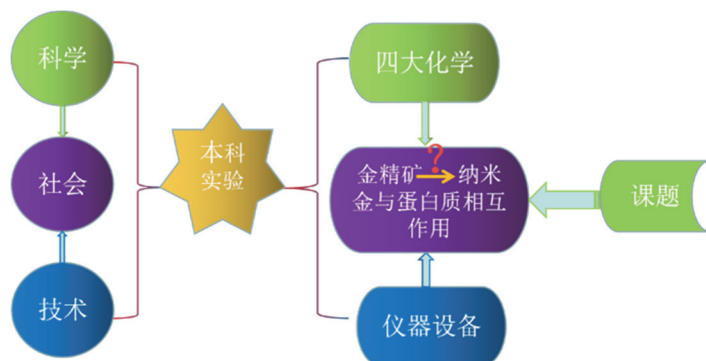 科学
社会
技术
本科
实验
四大化学
?
金精矿→纳米
金与蛋白质相互
作用
仪器设备
课题